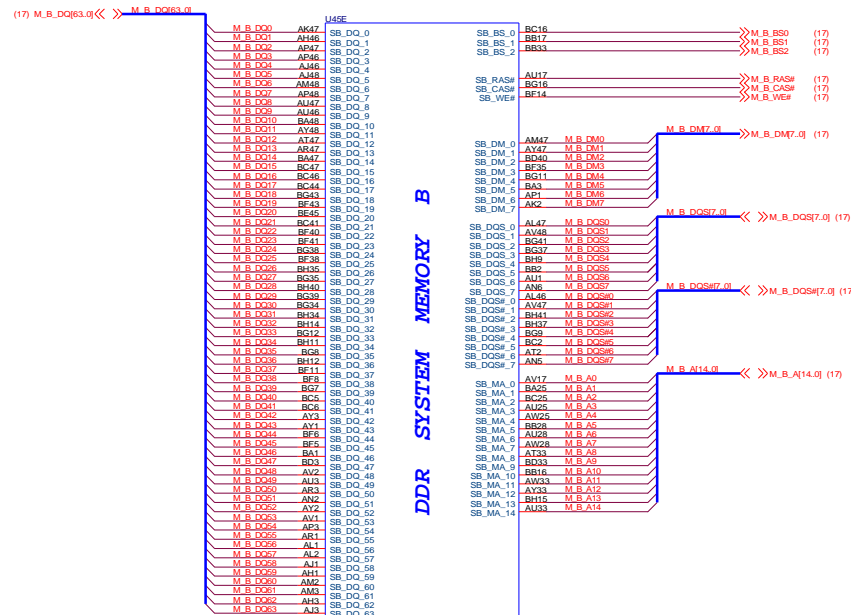 (17) M_B_DQ[63..0] M_B_DQ[63..0]
U45E
M_B_DQ0 AK47 SB_DQ_0
M_B_DQ1 AH46 SB_DQ_1
M_B_DQ2 AP47 SB_DQ_2
M_B_DQ3 AP46 SB_DQ_3
M_B_DQ4 AJ46 SB_DQ_4
M_B_DQ5 AJ48 SB_DQ_5
M_B_DQ6 AM48 SB_DQ_6
M_B_DQ7 AP48 SB_DQ_7
M_B_DQ8 AU47 SB_DQ_8
M_B_DQ9 AU46 SB_DQ_9
M_B_DQ10 BA48 SB_DQ_10
M_B_DQ11 AY48 SB_DQ_11
M_B_DQ12 AT47 SB_DQ_12
M_B_DQ13 AR47 SB_DQ_13
M_B_DQ14 BA47 SB_DQ_14
M_B_DQ15 BC47 SB_DQ_15
M_B_DQ16 BC46 SB_DQ_16
M_B_DQ17 BC44 SB_DQ_17
M_B_DQ18 BG43 SB_DQ_18
M_B_DQ19 BF43 SB_DQ_19
M_B_DQ20 BE45 SB_DQ_20
M_B_DQ21 BC41 SB_DQ_21
M_B_DQ22 BF40 SB_DQ_22
M_B_DQ23 BF41 SB_DQ_23
M_B_DQ24 BG38 SB_DQ_24
M_B_DQ25 BF38 SB_DQ_25
M_B_DQ26 BH35 SB_DQ_26
M_B_DQ27 BG35 SB_DQ_27
M_B_DQ28 BH40 SB_DQ_28
M_B_DQ29 BG39 SB_DQ_29
M_B_DQ30 BG34 SB_DQ_30
M_B_DQ31 BH34 SB_DQ_31
M_B_DQ32 BH14 SB_DQ_32
M_B_DQ33 BG12 SB_DQ_33
M_B_DQ34 BH11 SB_DQ_34
M_B_DQ35 BG8 SB_DQ_35
M_B_DQ36 BH12 SB_DQ_36
M_B_DQ37 BF11 SB_DQ_37
M_B_DQ38 BF8 SB_DQ_38
M_B_DQ39 BG7 SB_DQ_39
M_B_DQ40 BC5 SB_DQ_40
M_B_DQ41 BC6 SB_DQ_41
M_B_DQ42 AY3 SB_DQ_42
M_B_DQ43 AY1 SB_DQ_43
M_B_DQ44 BF6 SB_DQ_44
M_B_DQ45 BF5 SB_DQ_45
M_B_DQ46 BA1 SB_DQ_46
M_B_DQ47 BD3 SB_DQ_47
M_B_DQ48 AV2 SB_DQ_48
M_B_DQ49 AU3 SB_DQ_49
M_B_DQ50 AR3 SB_DQ_50
M_B_DQ51 AN2 SB_DQ_51
M_B_DQ52 AY2 SB_DQ_52
M_B_DQ53 AV1 SB_DQ_53
M_B_DQ54 AP3 SB_DQ_54
M_B_DQ55 AR1 SB_DQ_55
M_B_DQ56 AL1 SB_DQ_56
M_B_DQ57 AL2 SB_DQ_57
M_B_DQ58 AJ1 SB_DQ_58
M_B_DQ59 AH1 SB_DQ_59
M_B_DQ60 AM2 SB_DQ_60
M_B_DQ61 AM3 SB_DQ_61
M_B_DQ62 AH3 SB_DQ_62
M_B_DQ63 AJ3 SB_DQ_63
DDR SYSTEM MEMORY B
SB_BS_0 BC16 M_B_BS0 (17)
SB_BS_1 BB17 M_B_BS1 (17)
SB_BS_2 BB33 M_B_BS2 (17)
SB_RAS# AU17 M_B_RAS# (17)
SB_CAS# BG16 M_B_CAS# (17)
SB_WE# BF14 M_B_WE# (17)
M_B_DM[7..0] M_B_DM[7..0] (17)
SB_DM_0 AM47 M_B_DM0
SB_DM_1 AY47 M_B_DM1
SB_DM_2 BD40 M_B_DM2
SB_DM_3 BF35 M_B_DM3
SB_DM_4 BG11 M_B_DM4
SB_DM_5 BA3 M_B_DM5
SB_DM_6 AP1 M_B_DM6
SB_DM_7 AK2 M_B_DM7
M_B_DQS[7..0] M_B_DQS[7..0] (17)
SB_DQS_0 AL47 M_B_DQS0
SB_DQS_1 AV48 M_B_DQS1
SB_DQS_2 BG41 M_B_DQS2
SB_DQS_3 BG37 M_B_DQS3
SB_DQS_4 BH9 M_B_DQS4
SB_DQS_5 BB2 M_B_DQS5
SB_DQS_6 AU1 M_B_DQS6
SB_DQS_7 AN6 M_B_DQS7
M_B_DQS#[7..0] M_B_DQS#[7..0] (17
SB_DQS#_0 AL46 M_B_DQS#0
SB_DQS#_1 AV47 M_B_DQS#1
SB_DQS#_2 BH41 M_B_DQS#2
SB_DQS#_3 BH37 M_B_DQS#3
SB_DQS#_4 BG9 M_B_DQS#4
SB_DQS#_5 BC2 M_B_DQS#5
SB_DQS#_6 AT2 M_B_DQS#6
SB_DQS#_7 AN5 M_B_DQS#7
M_B_A[14..0] M_B_A[14..0] (17)
SB_MA_0 AV17 M_B_A0
SB_MA_1 BA25 M_B_A1
SB_MA_2 BC25 M_B_A2
SB_MA_3 AU25 M_B_A3
SB_MA_4 AW25 M_B_A4
SB_MA_5 BB28 M_B_A5
SB_MA_6 AU28 M_B_A6
SB_MA_7 AW28 M_B_A7
SB_MA_8 AT33 M_B_A8
SB_MA_9 BD33 M_B_A9
SB_MA_10 BB16 M_B_A10
SB_MA_11 AW33 M_B_A11
SB_MA_12 AY33 M_B_A12
SB_MA_13 BH15 M_B_A13
SB_MA_14 AU33 M_B_A14